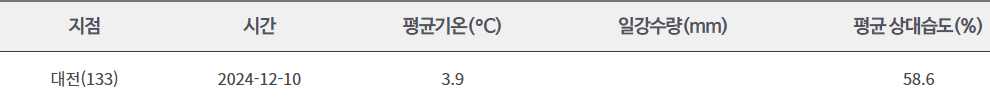 지점 시간 평균기온(°C) 일강수량(mm) 평균 상대습도(%)
대전(133) 2024-12-10 3.9 58.6